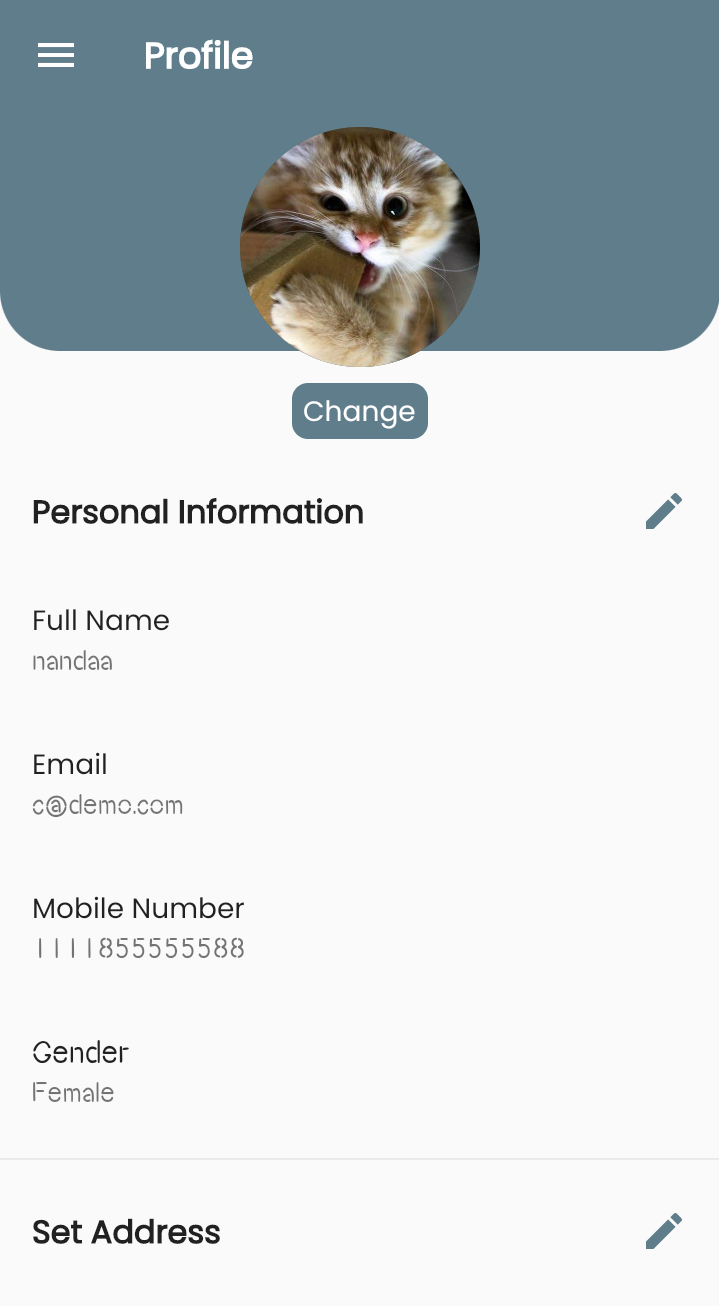 Profile
Change
Personal Information
Full Name
nandaa
Email
c@demo.com
Mobile Number
1111855555588
Gender
Female
Set Address